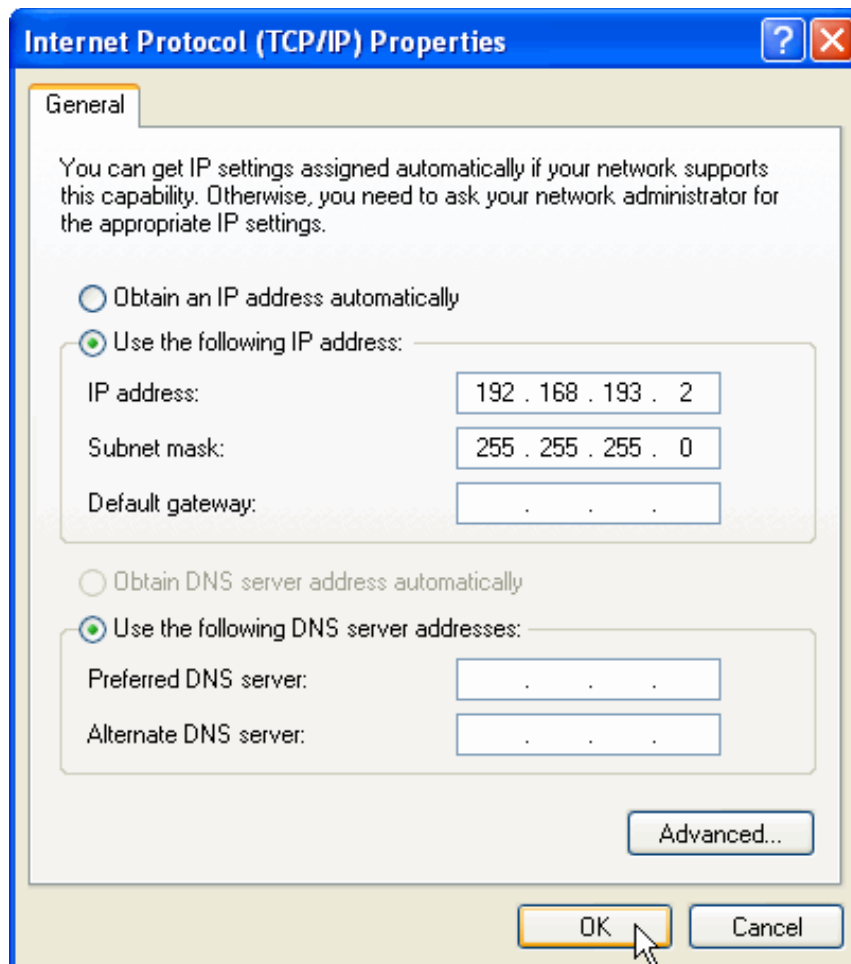 Internet Protocol (TCP/IP) Properties
General
You can get IP settings assigned automatically if your network supports
this capability. Otherwise, you need to ask your network administrator for
the appropriate IP settings.
Obtain an IP address automatically
Use the following IP address:
IP address: 192 . 168 . 193 . 2
Subnet mask: 255 . 255 . 255 . 0
Default gateway: . . .
Obtain DNS server address automatically
Use the following DNS server addresses:
Preferred DNS server: . . .
Alternate DNS server: . . .
Advanced...
OK Cancel